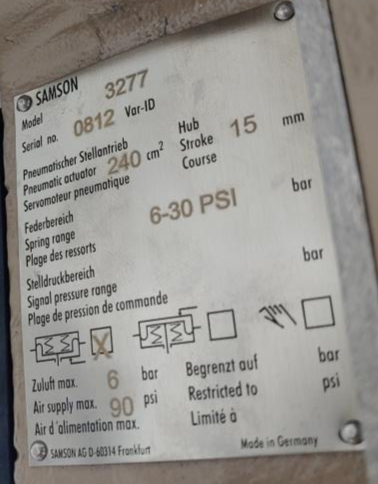 SAMSON
Model 3277
Serial no. 0812 Var-ID
Pneumatischer Stellantrieb
Pneumatic actuator 240 cm²
Servomoteur pneumatique
Hub
Stroke 15 mm
Course
Federbereich
Spring range 6-30 PSI bar
Plage des ressorts
Stelldruckbereich
Signal pressure range bar
Plage de pression de commande
X
Zuluft max. 6 bar
Air supply max. 90 psi
Air d'alimentation max.
Begrenzt auf bar
Restricted to psi
Limité à
SAMSON AG D-60314 Frankfurt Made in Germany